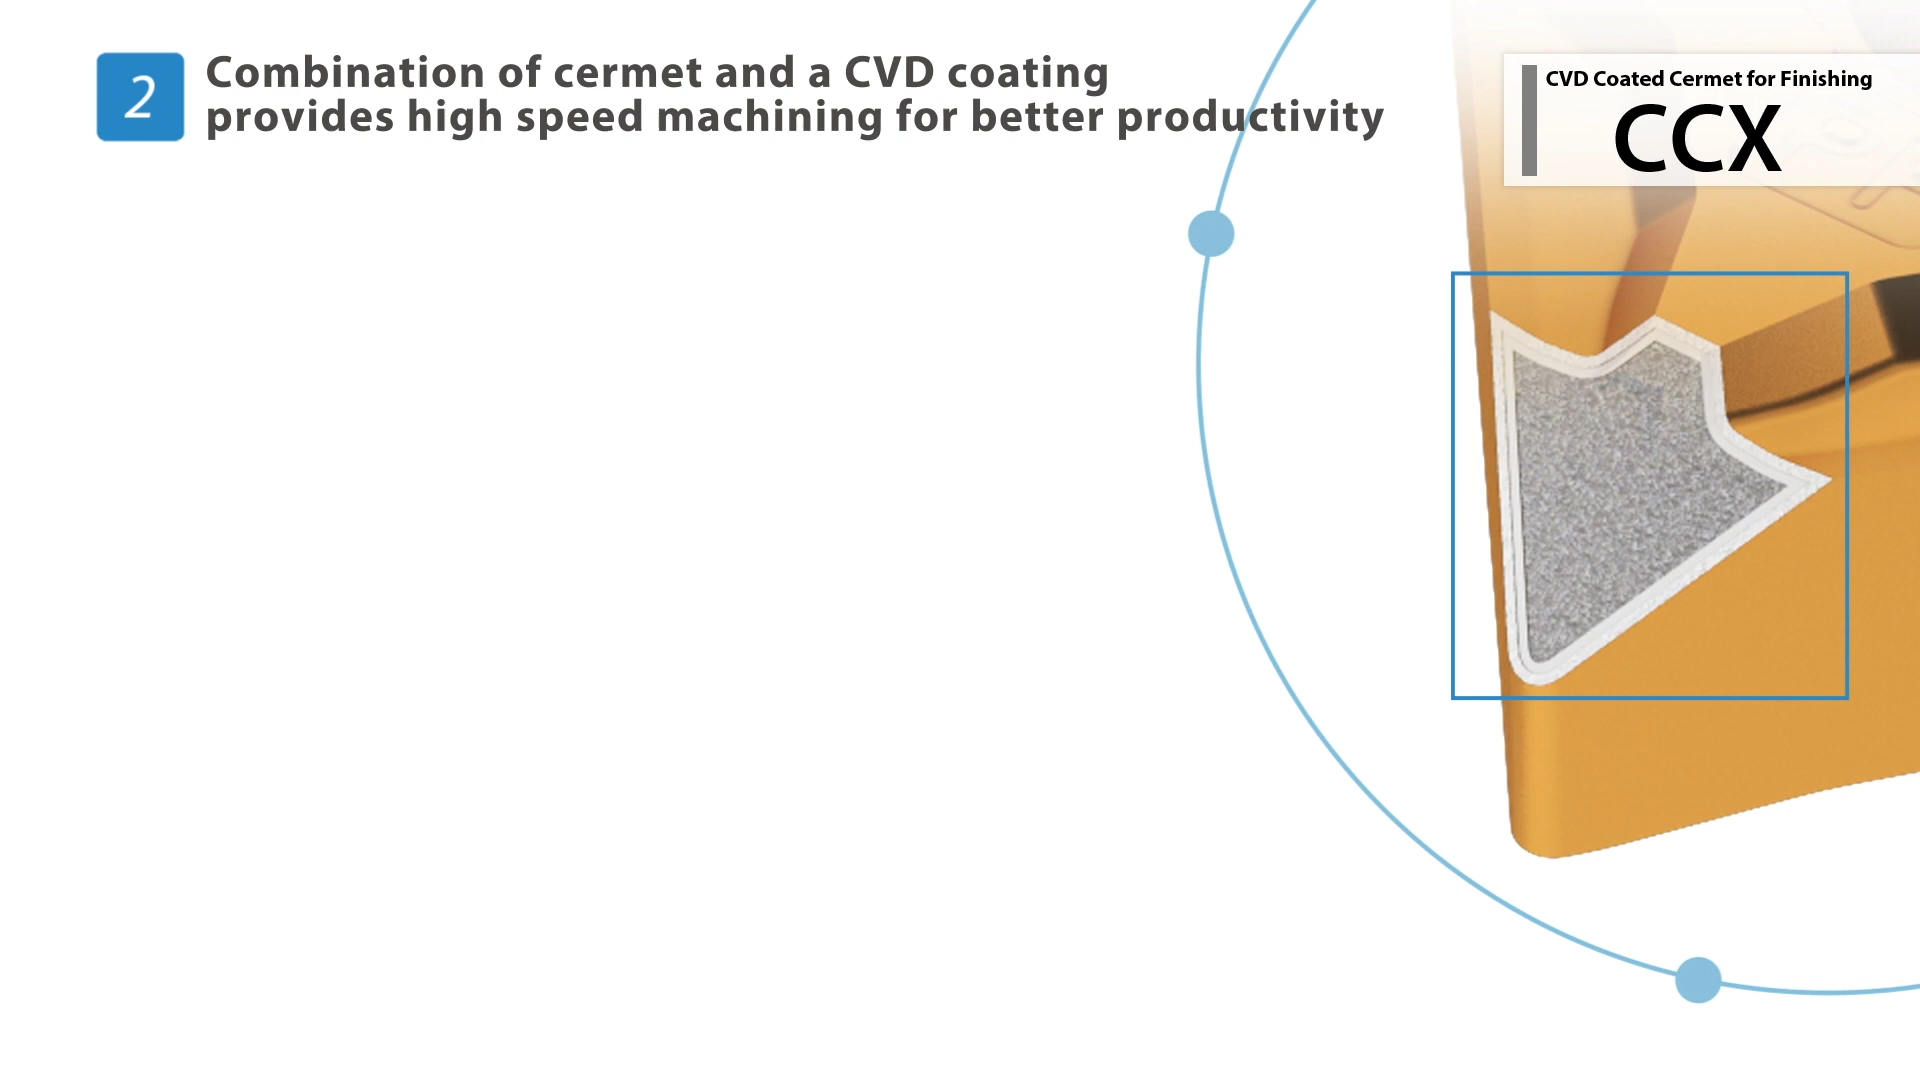 2
Combination of cermet and a CVD coating
provides high speed machining for better productivity
CVD Coated Cermet for Finishing
CCX